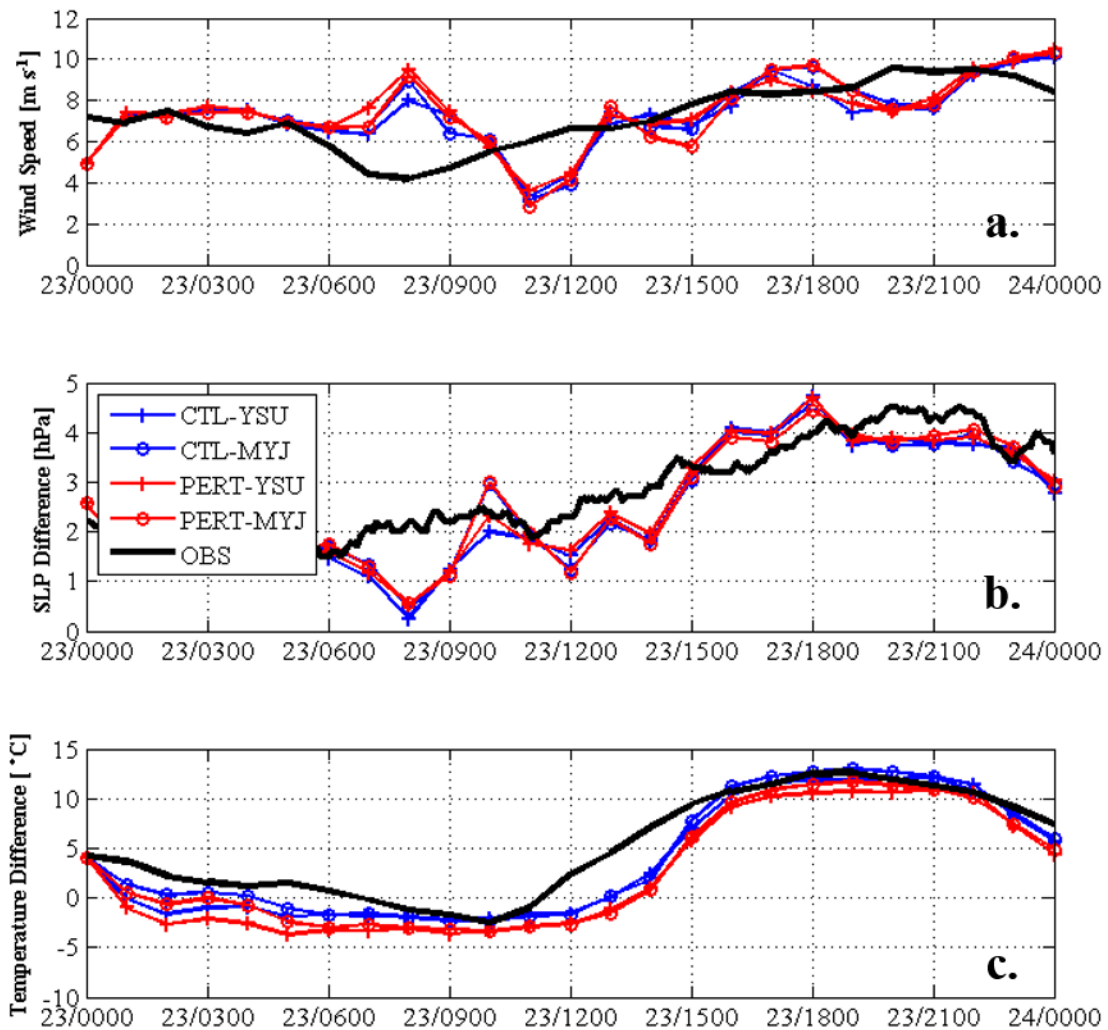 12
10
8
6
4
2
0
Wind Speed [m s⁻¹]
a.
23/0000 23/0300 23/0600 23/0900 23/1200 23/1500 23/1800 23/2100 24/0000
5
4
3
2
1
0
SLP Difference [hPa]
CTL-YSU
CTL-MYJ
PERT-YSU
PERT-MYJ
OBS
b.
23/0000 23/0300 23/0600 23/0900 23/1200 23/1500 23/1800 23/2100 24/0000
15
10
5
0
-5
-10
Temperature Difference [ °C]
c.
23/0000 23/0300 23/0600 23/0900 23/1200 23/1500 23/1800 23/2100 24/0000